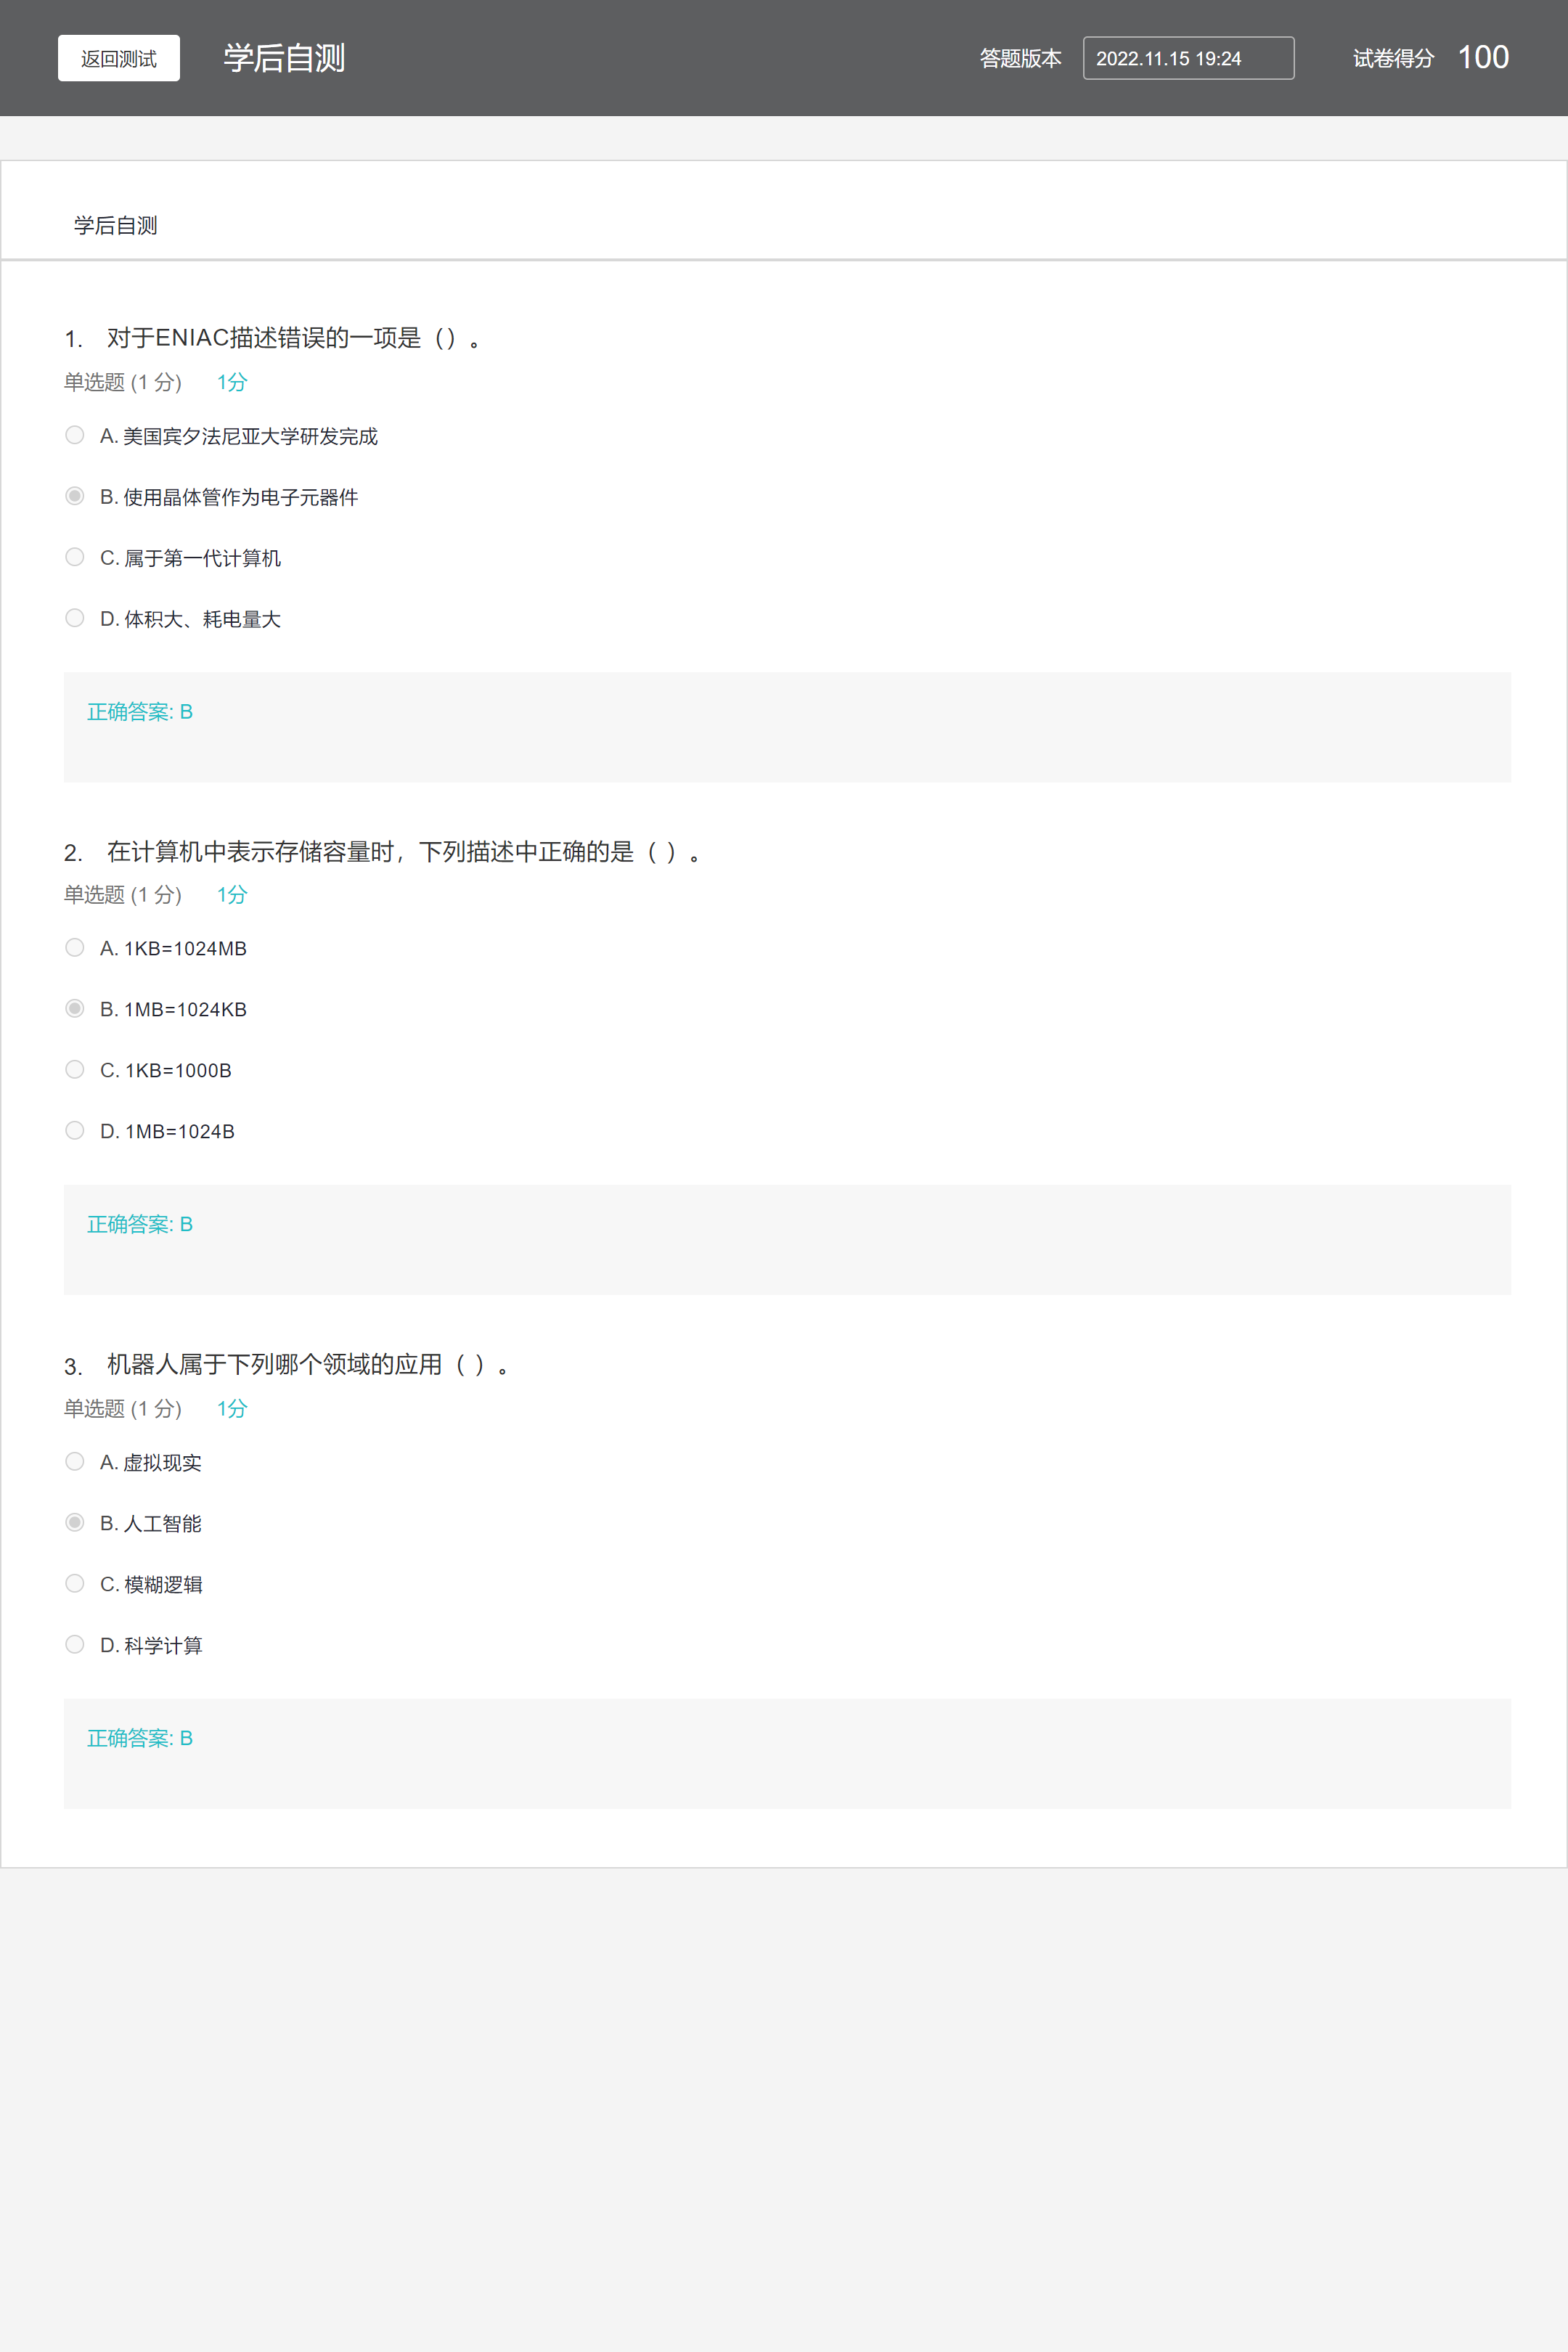 返回测试
学后自测
答题版本
2022.11.15 19:24
试卷得分
100
学后自测
1. 对于ENIAC描述错误的一项是（）。
单选题 (1 分) 1分
A. 美国宾夕法尼亚大学研发完成
B. 使用晶体管作为电子元器件
C. 属于第一代计算机
D. 体积大、耗电量大
正确答案: B
2. 在计算机中表示存储容量时，下列描述中正确的是（ ）。
单选题 (1 分) 1分
A. 1KB=1024MB
B. 1MB=1024KB
C. 1KB=1000B
D. 1MB=1024B
正确答案: B
3. 机器人属于下列哪个领域的应用（ ）。
单选题 (1 分) 1分
A. 虚拟现实
B. 人工智能
C. 模糊逻辑
D. 科学计算
正确答案: B